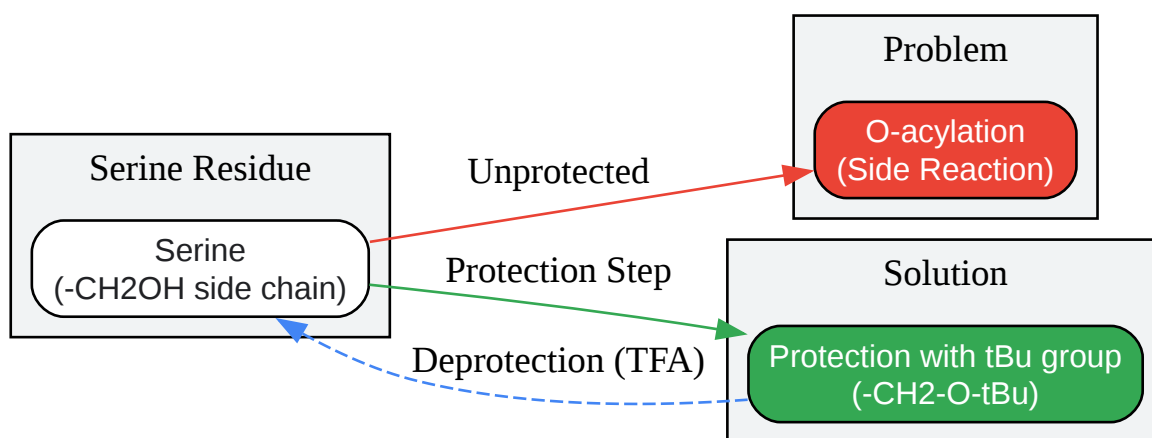 Problem
O-acylation
(Side Reaction)
Serine Residue
Unprotected
Serine
(-CH2OH side chain)
Protection Step
Solution
Deprotection (TFA)
Protection with tBu group
(-CH2-O-tBu)